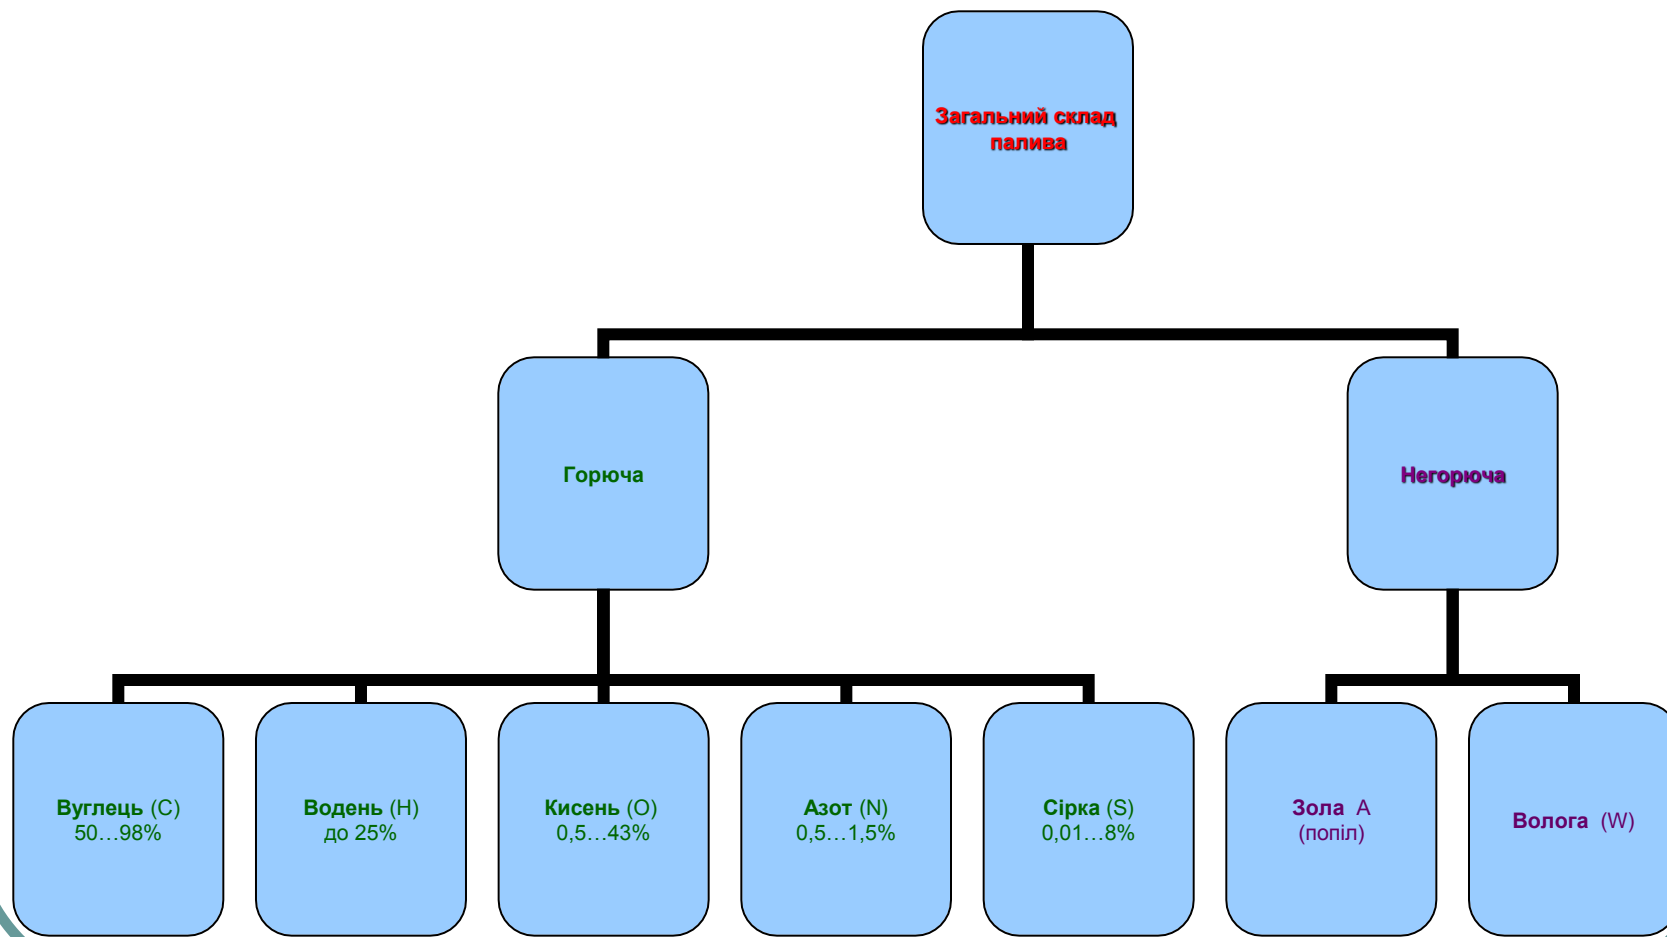 Загальний склад
палива
Горюча
Негорюча
Вуглець (С)
50…98%
Водень (Н)
до 25%
Кисень (О)
0,5…43%
Азот (N)
0,5…1,5%
Сірка (S)
0,01…8%
Зола А
(попіл)
Волога (W)